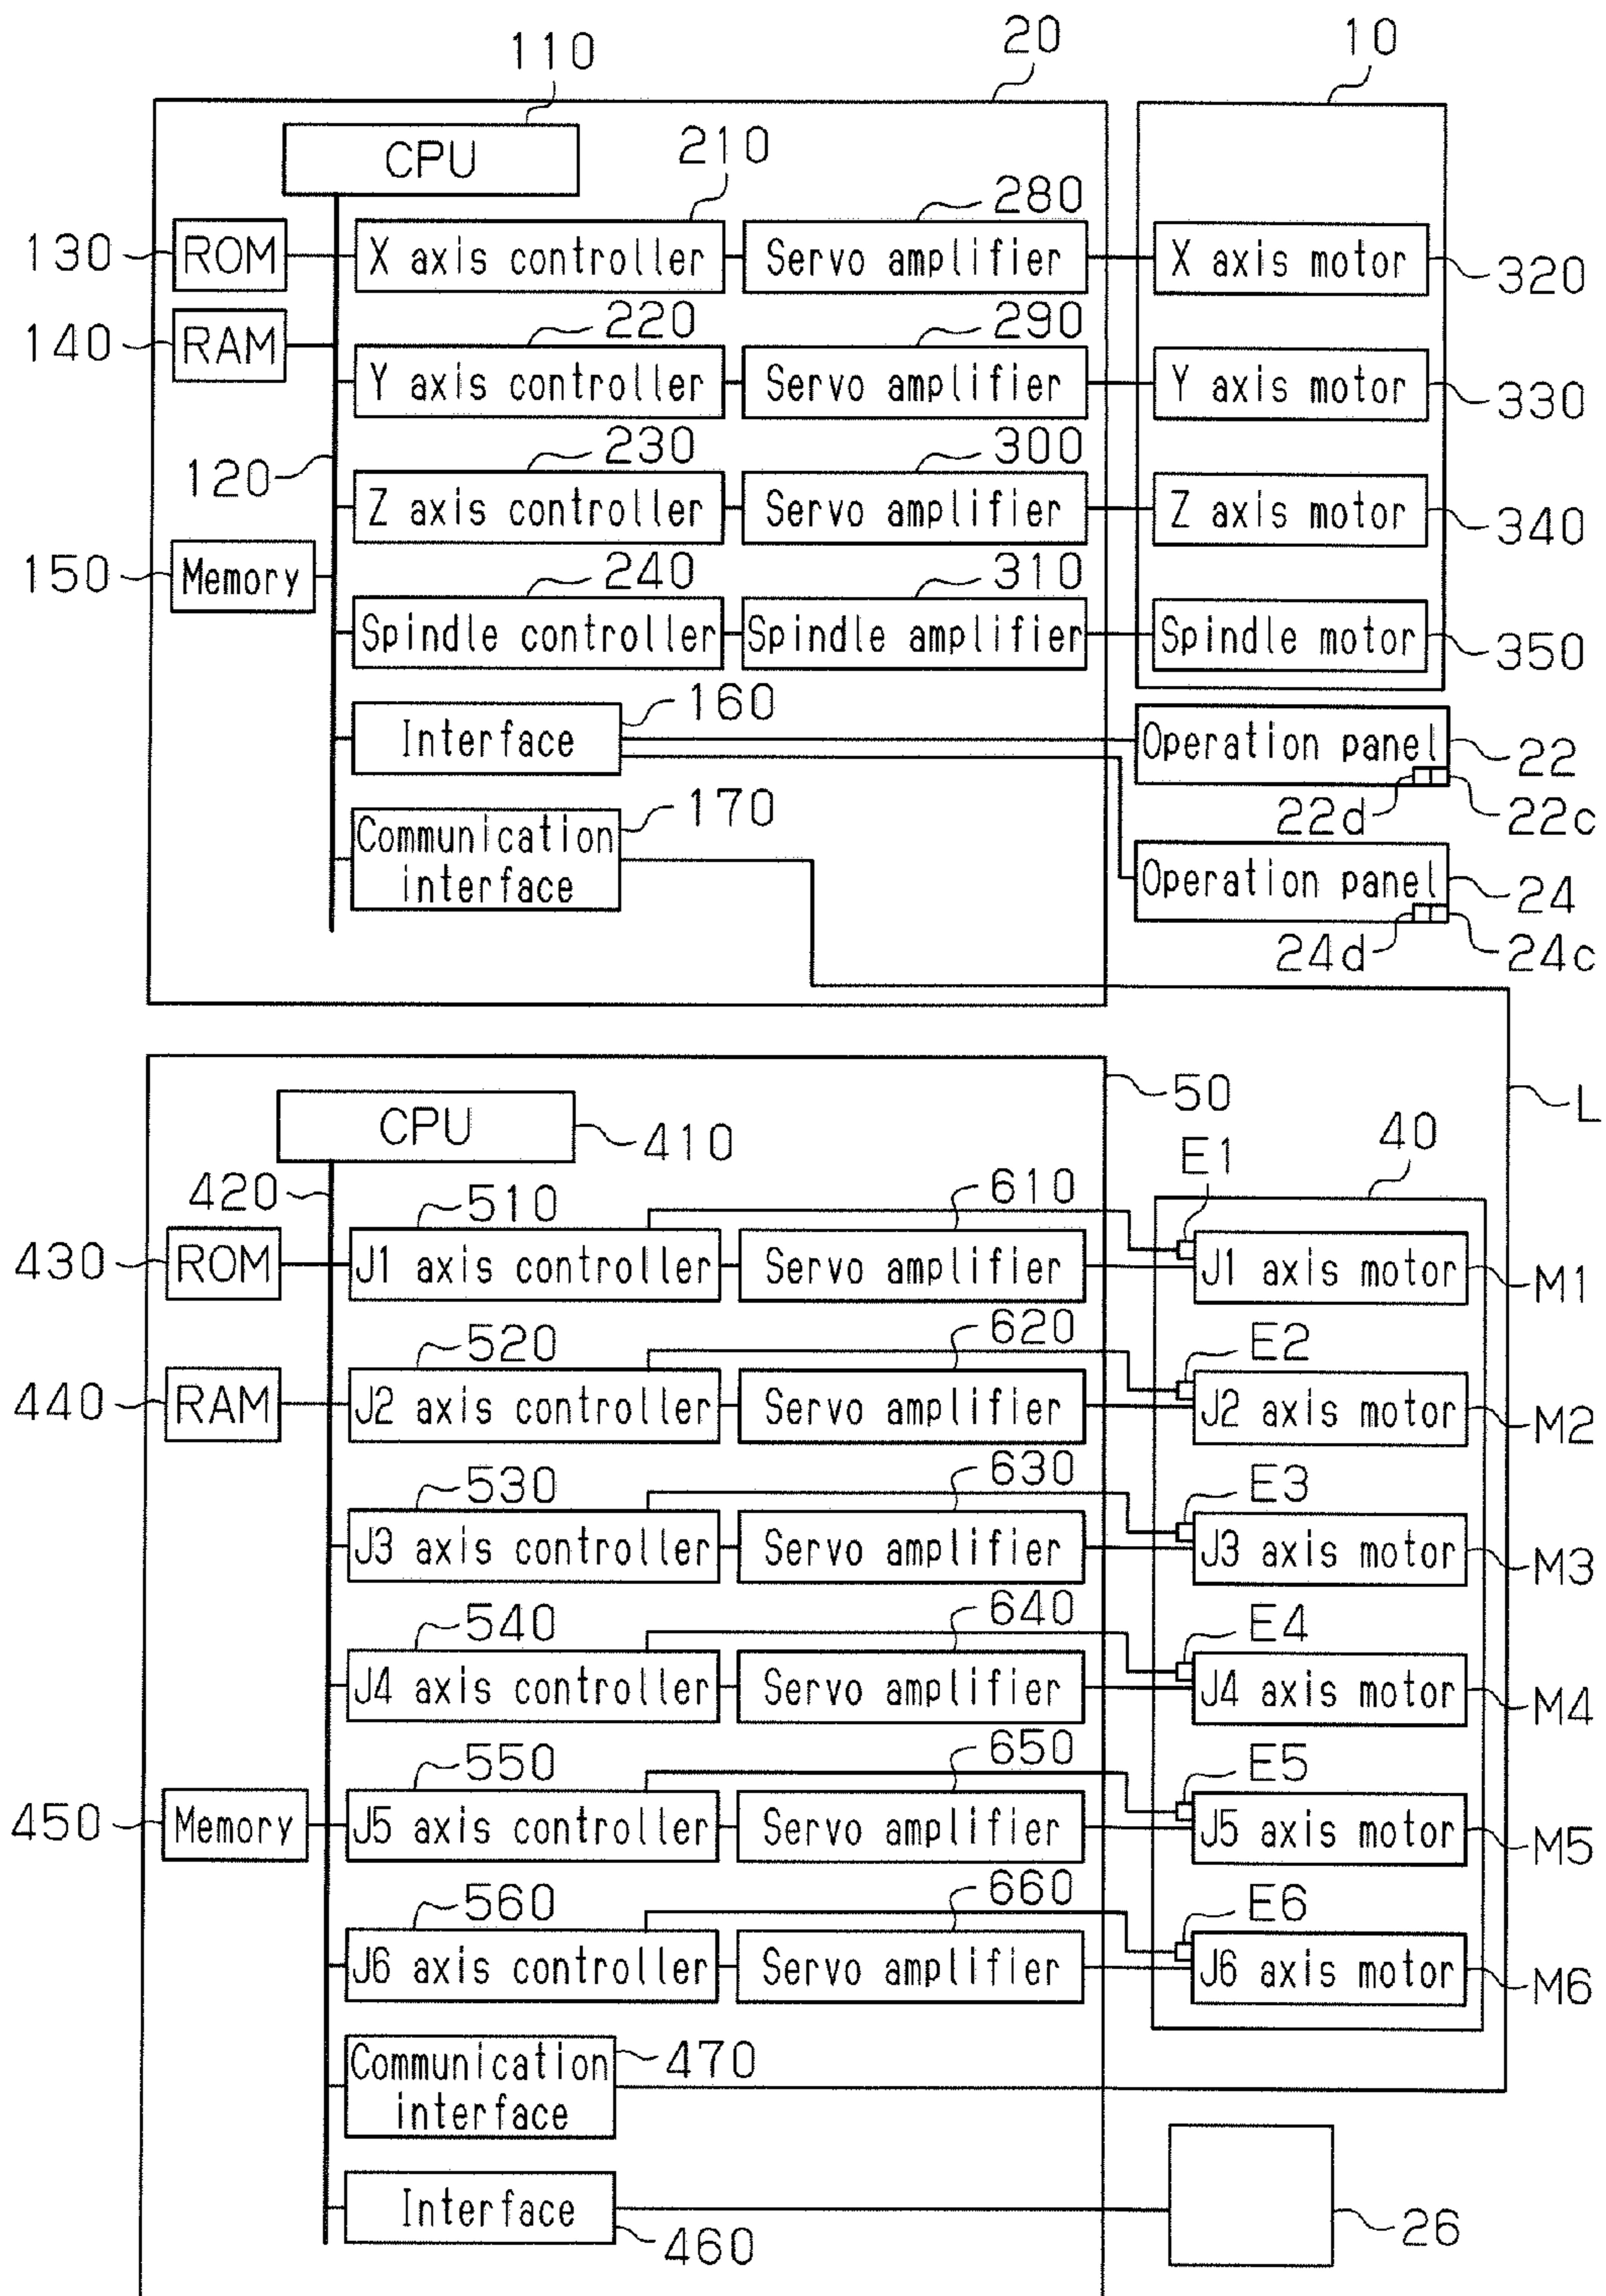 20
10
110
CPU
210
280
130
ROM
X axis controller
Servo amplifier
X axis motor
320
140
RAM
220
290
Y axis controller
Servo amplifier
Y axis motor
330
120
230
300
Z axis controller
Servo amplifier
Z axis motor
340
150
Memory
240
310
Spindle controller
Spindle amplifier
Spindle motor
350
160
Interface
Operation panel
22
22d
22c
170
Communication
interface
Operation panel
24
24d
24c
50
L
CPU
410
40
E1
420
510
610
430
ROM
J1 axis controller
Servo amplifier
J1 axis motor
M1
520
620
E2
440
RAM
J2 axis controller
Servo amplifier
J2 axis motor
M2
530
630
E3
J3 axis controller
Servo amplifier
J3 axis motor
M3
540
640
E4
J4 axis controller
Servo amplifier
J4 axis motor
M4
550
650
E5
450
Memory
J5 axis controller
Servo amplifier
J5 axis motor
M5
560
660
E6
J6 axis controller
Servo amplifier
J6 axis motor
M6
Communication
interface
470
Interface
460
26